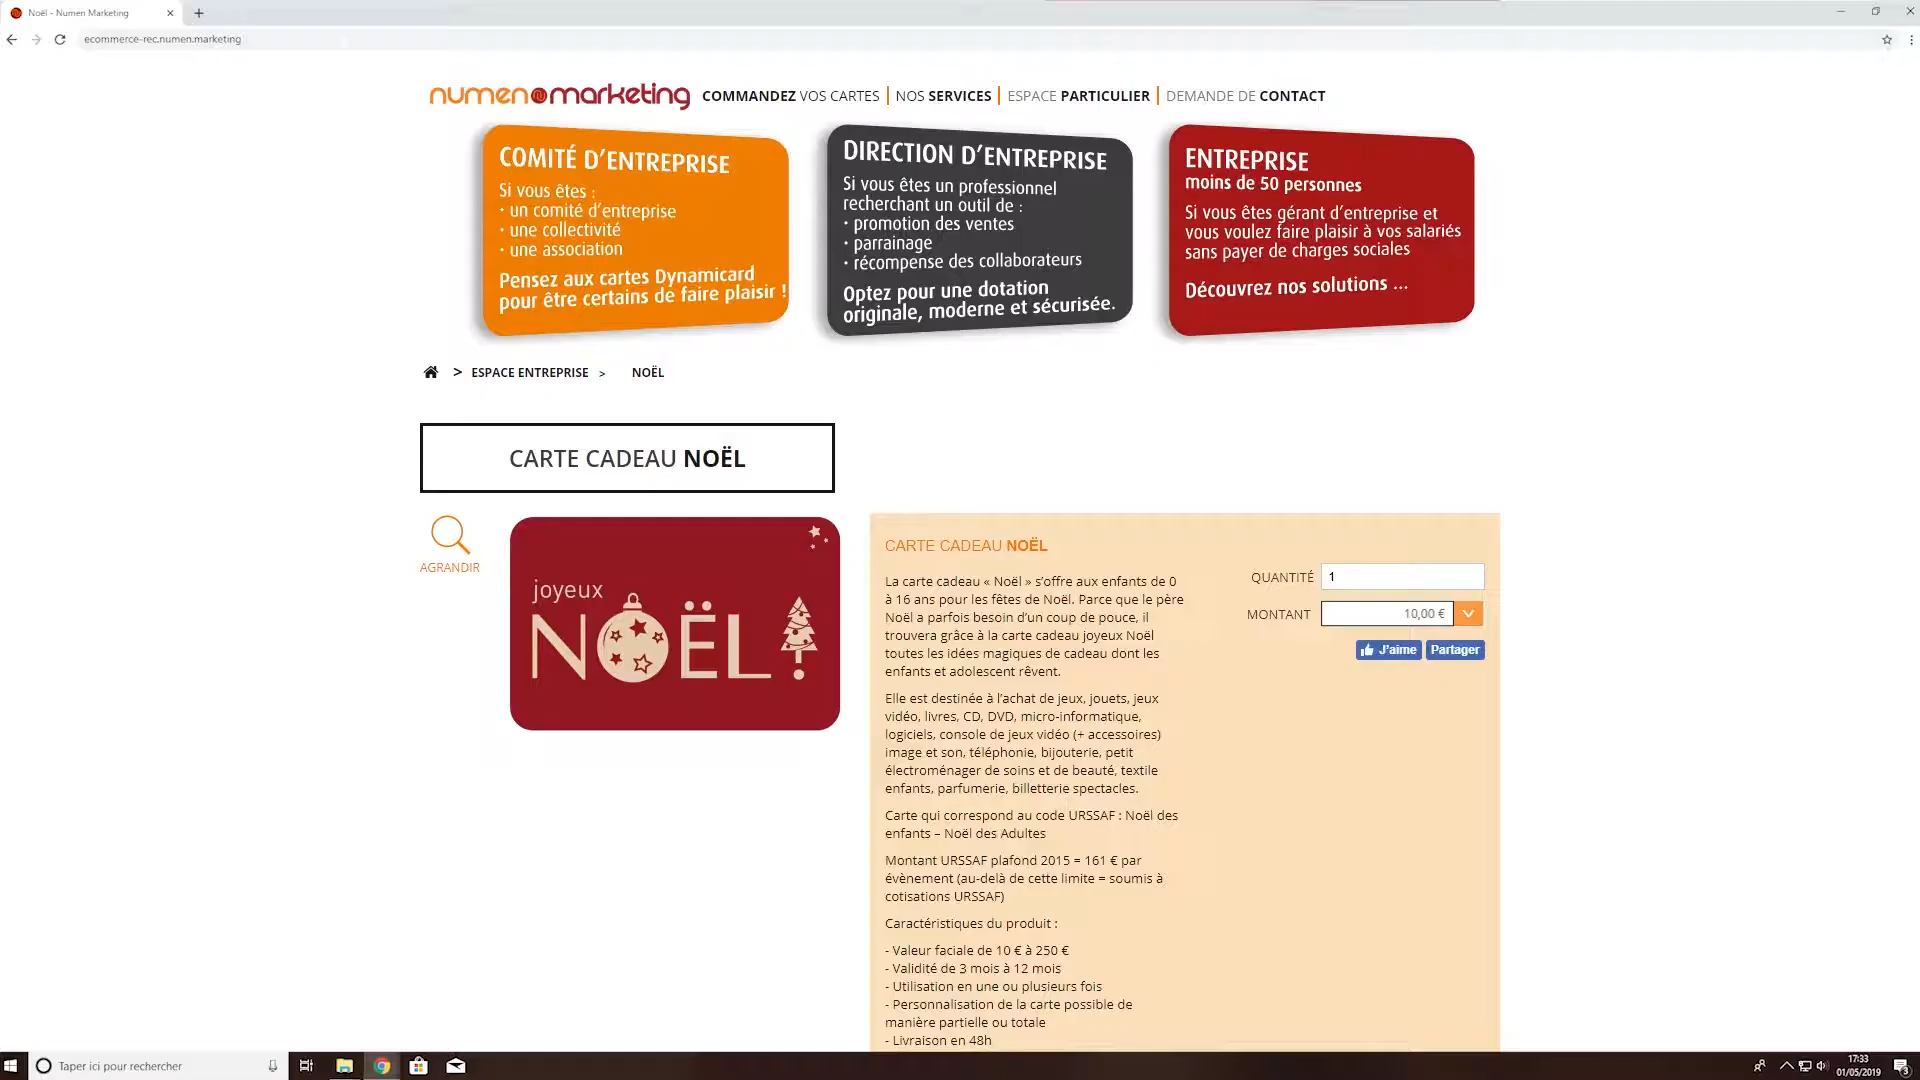 Noël - Numen Marketing
ecommerce-rec.numen.marketing
numen marketing
COMMANDEZ VOS CARTES
NOS SERVICES
ESPACE PARTICULIER
DEMANDE DE CONTACT
COMITÉ D'ENTREPRISE
Si vous êtes :
· un comité d'entreprise
· une collectivité
· une association
Pensez aux cartes Dynamicard
pour être certains de faire plaisir !
DIRECTION D'ENTREPRISE
Si vous êtes un professionnel
recherchant un outil de :
· promotion des ventes
· parrainage
· récompense des collaborateurs
Optez pour une dotation
originale, moderne et sécurisée.
ENTREPRISE
moins de 50 personnes
Si vous êtes gérant d'entreprise et
vous voulez faire plaisir à vos salariés
sans payer de charges sociales
Découvrez nos solutions ...
> ESPACE ENTREPRISE > NOËL
CARTE CADEAU NOËL
AGRANDIR
joyeux
NOËL !
CARTE CADEAU NOËL
La carte cadeau « Noël » s’offre aux enfants de 0
à 16 ans pour les fêtes de Noël. Parce que le père
Noël a parfois besoin d’un coup de pouce, il
trouvera grâce à la carte cadeau joyeux Noël
toutes les idées magiques de cadeau dont les
enfants et adolescent rêvent.
Elle est destinée à l’achat de jeux, jouets, jeux
vidéo, livres, CD, DVD, micro-informatique,
logiciels, console de jeux vidéo (+ accessoires)
image et son, téléphonie, bijouterie, petit
électroménager de soins et de beauté, textile
enfants, parfumerie, billetterie spectacles.
Carte qui correspond au code URSSAF : Noël des
enfants – Noël des Adultes
Montant URSSAF plafond 2015 = 161 € par
évènement (au-delà de cette limite = soumis à
cotisations URSSAF)
Caractéristiques du produit :
- Valeur faciale de 10 € à 250 €
- Validité de 3 mois à 12 mois
- Utilisation en une ou plusieurs fois
- Personnalisation de la carte possible de
manière partielle ou totale
- Livraison en 48h
QUANTITÉ 1
MONTANT 10,00 €
J'aime
Partager
Taper ici pour rechercher
17:33
01/05/2019
3